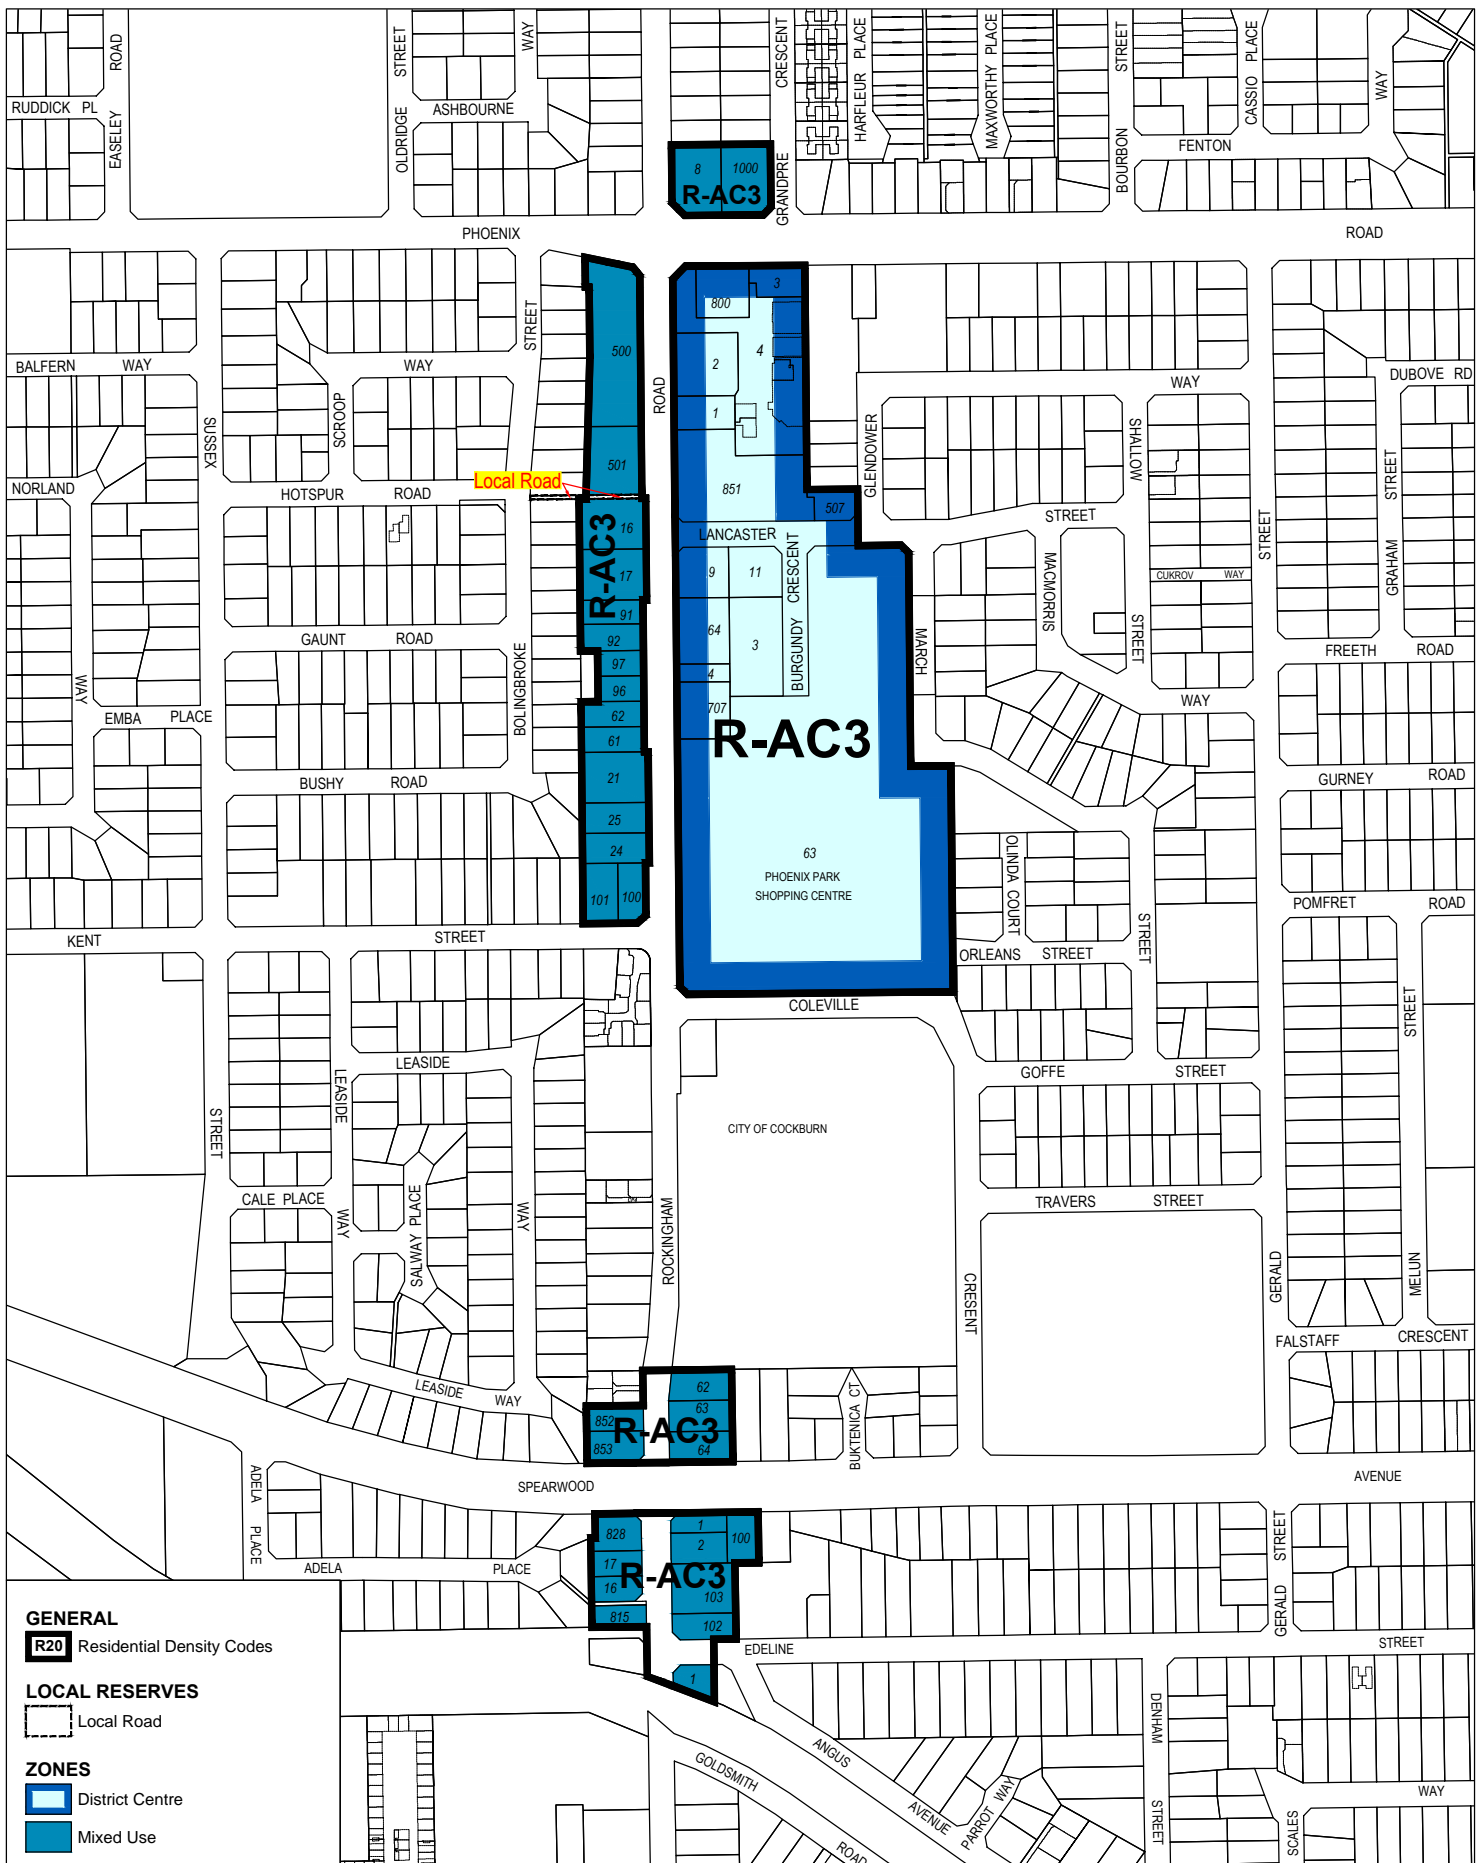 ROAD
STREET
WAY
CRESCENT
HARFLEUR PLACE
MAXWORTHY PLACE
STREET
CASSIO PLACE
WAY
RUDDICK PL
EASELEY
OLDRIDGE
ASHBOURNE
GRANDPRE
BOURBON
FENTON
8
1000
R-AC3
PHOENIX
ROAD
STREET
800
3
500
4
2
1
BALFERN WAY
WAY
ROAD
WAY
DUBOVE RD
SUSSEX
SCROOP
GLENDOWER
SHALLOW
STREET
501
Local Road
NORLAND
HOTSPUR ROAD
851
507
STREET
STREET
R-AC3
16
LANCASTER
CRESCENT
17
9
11
MACMORRIS
CUKROV WAY
GRAHAM
91
92
64
3
BURGUNDY
MARCH
STREET
GAUNT ROAD
FREETH ROAD
97
4
96
WAY
707
WAY
EMBA PLACE
BOLINGBROKE
62
61
R-AC3
BUSHY ROAD
21
GURNEY ROAD
25
24
63
PHOENIX PARK
SHOPPING CENTRE
OLINDA COURT
101
100
POMFRET ROAD
KENT
STREET
STREET
ORLEANS STREET
COLEVILLE
STREET
LEASIDE
GOFFE STREET
LEASIDE
STREET
CITY OF COCKBURN
CALE PLACE
WAY
SALWAY PLACE
WAY
ROCKINGHAM
TRAVERS STREET
CRESENT
GERALD
MELUN
FALSTAFF CRESCENT
LEASIDE WAY
62
63
64
852
853
R-AC3
BUKTENICA CT
SPEARWOOD
AVENUE
ADELA PLACE
828
1
2
100
STREET
ADELA PLACE
17
16
R-AC3
103
815
102
GERALD
EDELINE
STREET
1
GENERAL
R20 Residential Density Codes
LOCAL RESERVES
Local Road
ZONES
District Centre
Mixed Use
DENHAM
STREET
ANGUS
AVENUE
GOLDSMITH
ROAD
PARROT WAY
WAY
SCALES